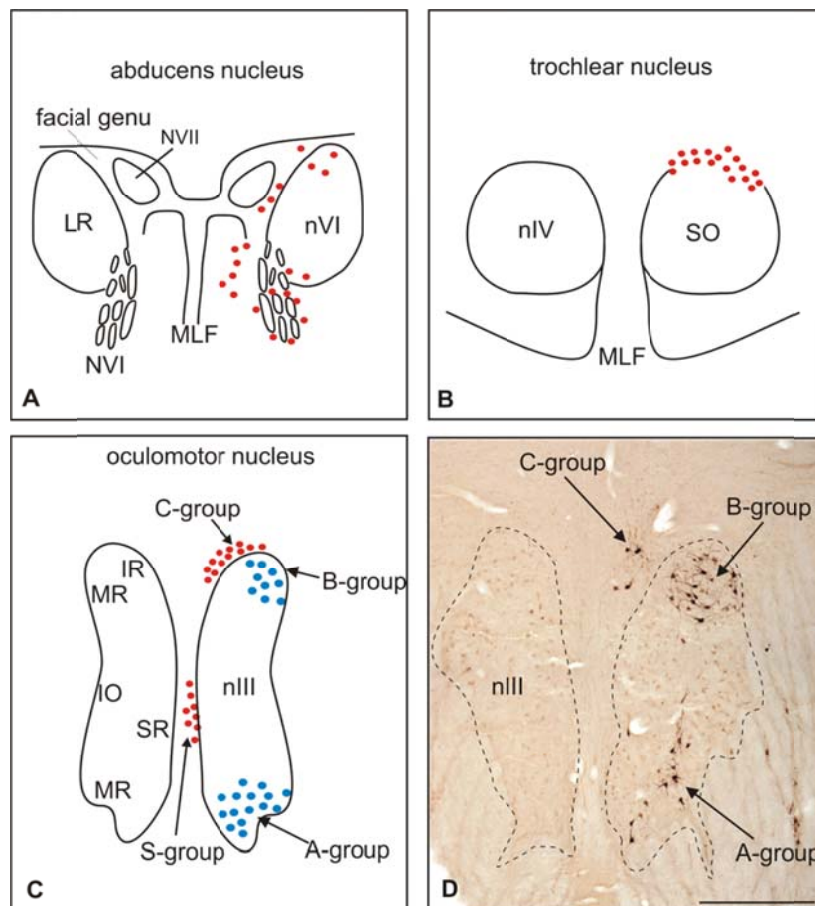 abducens nucleus
facial genu
NVII
LR
nVI
MLF
NVI
A
trochlear nucleus
nIV
SO
MLF
B
oculomotor nucleus
C-group
IR
B-group
MR
IO
nIII
SR
MR
S-group
A-group
C
C-group
B-group
nIII
A-group
D